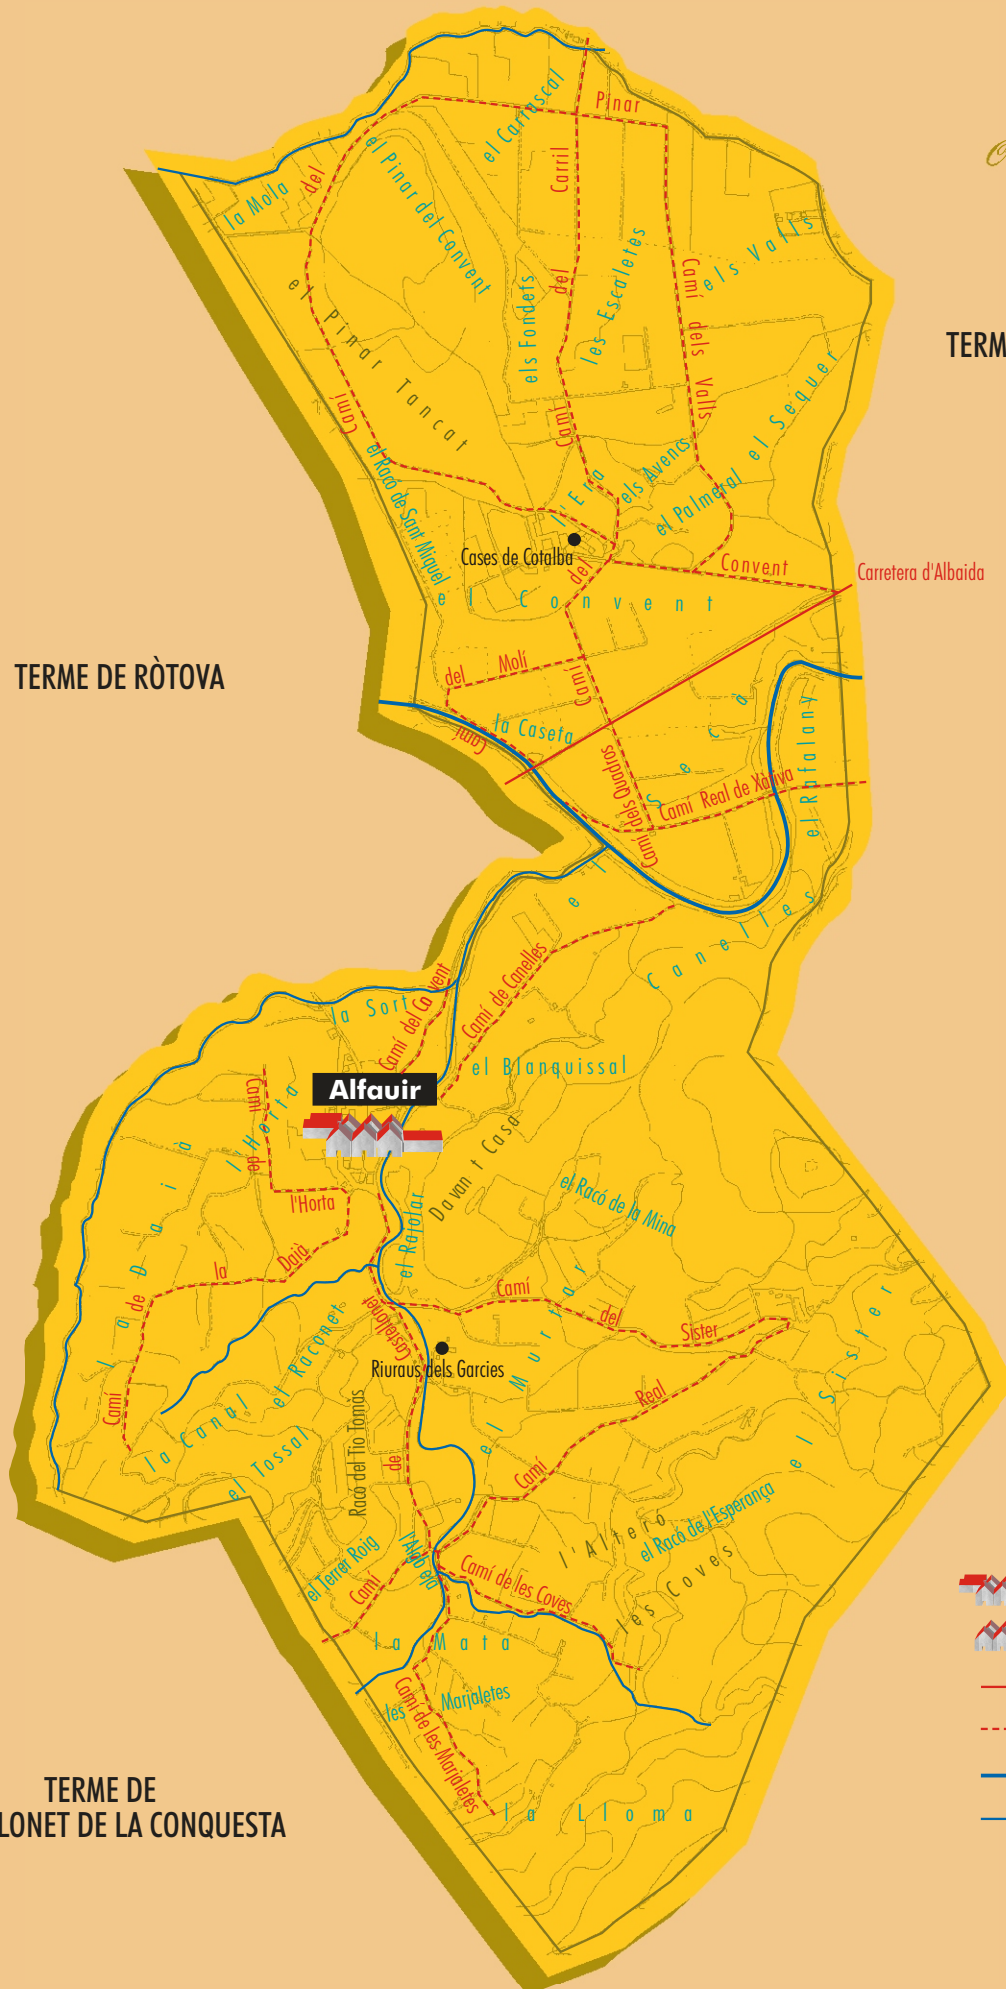 Pinar
el Carrascal
del
el Pinar del Convent
Carril
la Mola
els Valls
les Escaletes
del
els Fondets
Camí dels Valls
el Pinar Tancat
TERM
Camí
Camí
el Sequer
el Racó de Sant Miquel
l'Era
els Avencs
el Palmeral
Cases de Cotalba
del
Convent
Carretera d'Albaida
el Convent
TERME DE RÒTOVA
del Molí
Camí
la Caseta
Camí
Camí dels Quadros
el Secà
Camí Real de Xàtiva
el Rafalany
Canelles
Camí de Canelles
Camí del Convent
la Sort
el Blanquissal
Alfauir
Camí de l'Horta
l'Horta
Davant Casa
el Racó de la Mina
el Rajolar
la Daià
Camí de la Daià
Camí del Sister
Castellonet
el Raconet
Riuraus dels Garcies
el Murtar
el Sister
Real
Camí
la Canal
el Tossal
Racó del Tio Tomàs
de
l'Altero
el Racó de l'Esperança
les Coves
el Terrer Roig
Camí
Camí de les Coves
la Mata
les Marjaletes
Camí de les Marjaletes
la Lloma
TERME DE
LONET DE LA CONQUESTA